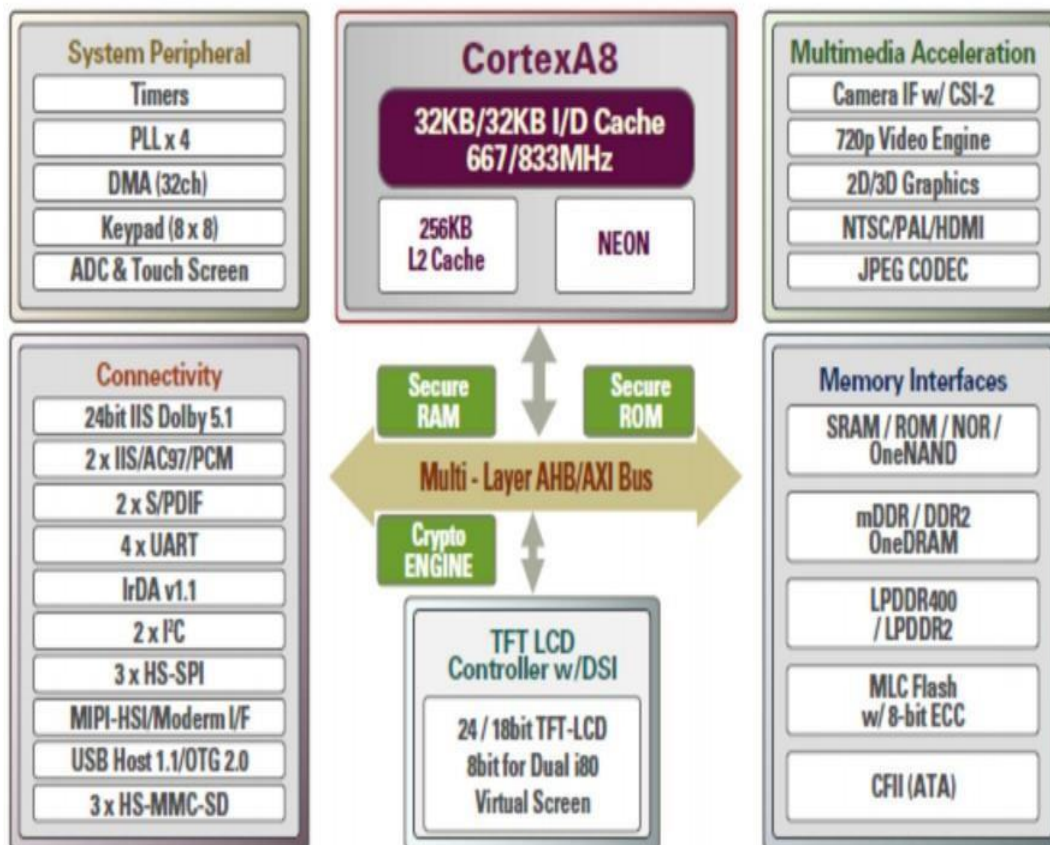 System Peripheral
Timers
PLL x 4
DMA (32ch)
Keypad (8 x 8)
ADC & Touch Screen
CortexA8
32KB/32KB I/D Cache
667/833MHz
256KB
L2 Cache
NEON
Multimedia Acceleration
Camera IF w/ CSI-2
720p Video Engine
2D/3D Graphics
NTSC/PAL/HDMI
JPEG CODEC
Connectivity
24bit IIS Dolby 5.1
2 x IIS/AC97/PCM
2 x S/PDIF
4 x UART
IrDA v1.1
2 x I²C
3 x HS-SPI
MIPI-HSI/Moderm I/F
USB Host 1.1/OTG 2.0
3 x HS-MMC-SD
Secure
RAM
Secure
ROM
Multi - Layer AHB/AXI Bus
Crypto
ENGINE
TFT LCD
Controller w/DSI
24 / 18bit TFT-LCD
8bit for Dual i80
Virtual Screen
Memory Interfaces
SRAM / ROM / NOR /
OneNAND
mDDR / DDR2
OneDRAM
LPDDR400
/ LPDDR2
MLC Flash
w/ 8-bit ECC
CFII (ATA)